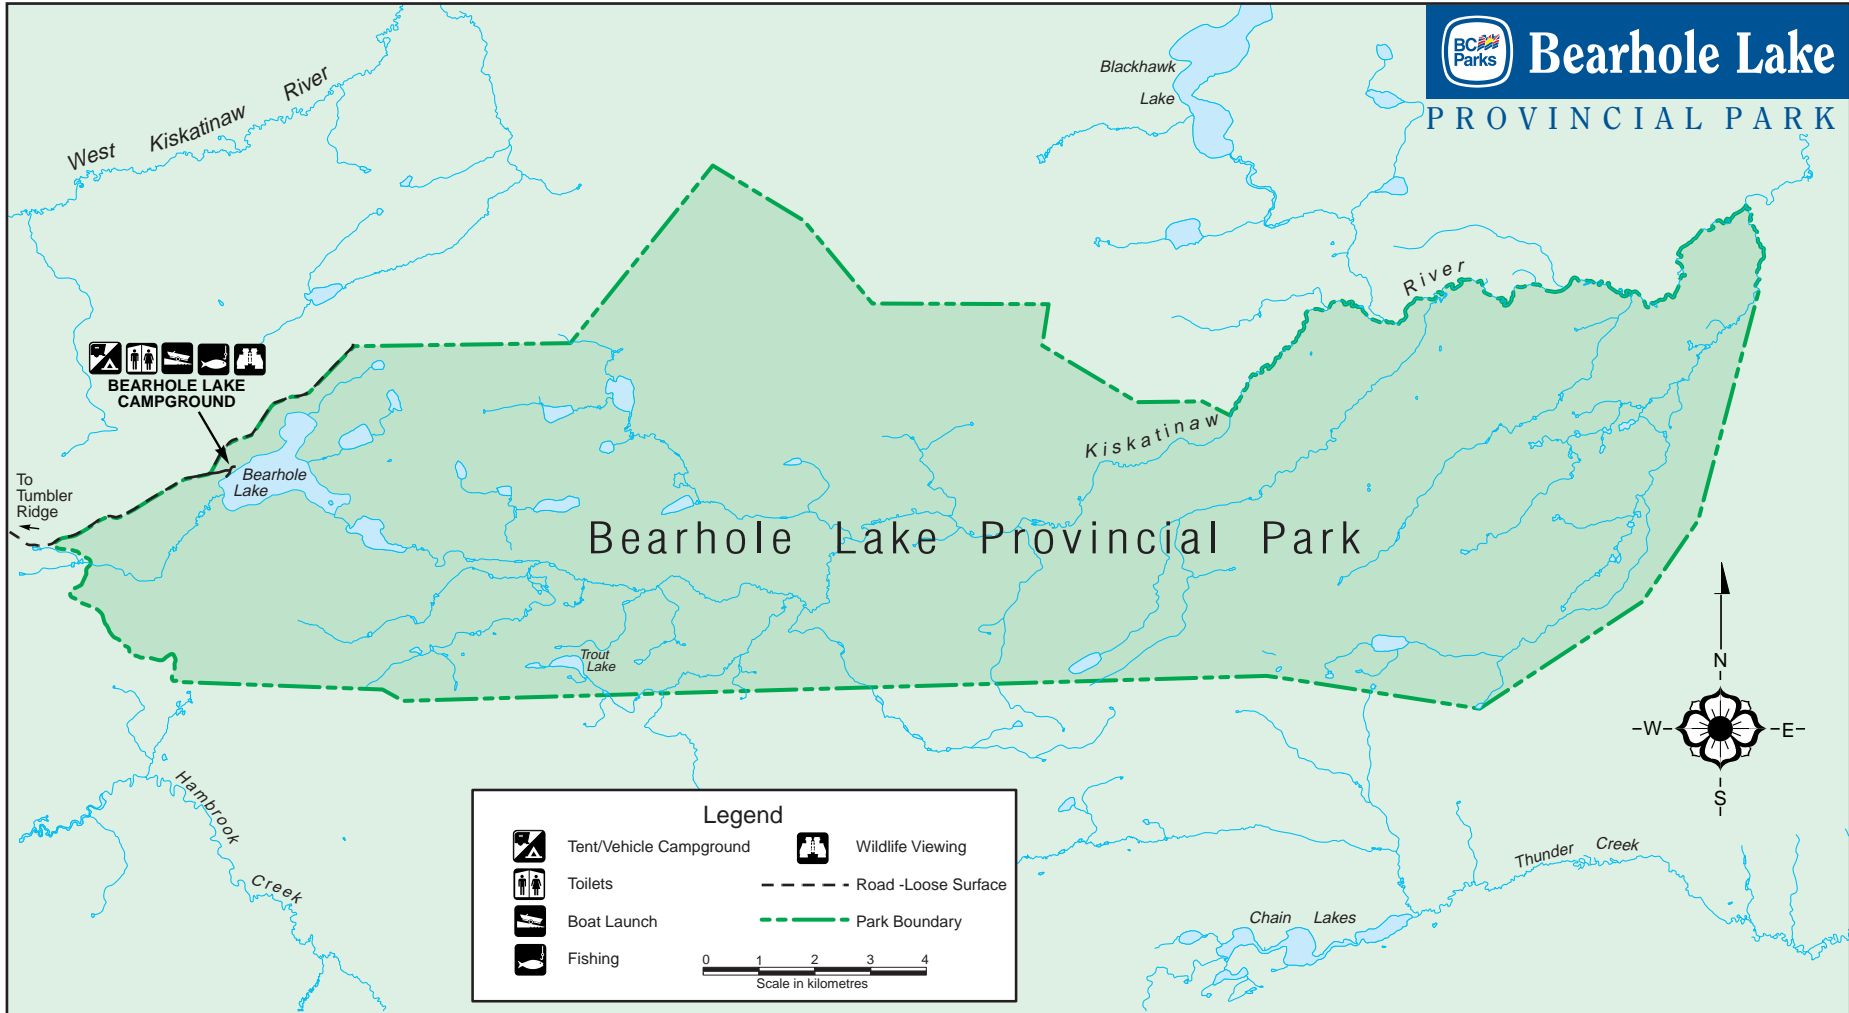 BC
Parks
Bearhole Lake
PROVINCIAL PARK
Blackhawk
Lake
West Kiskatinaw River
River
Kiskatinaw
BEARHOLE LAKE
CAMPGROUND
To
Tumbler
Ridge
Bearhole
Lake
Bearhole Lake Provincial Park
Trout
Lake
N
W
E
S
Hambrook
Creek
Thunder Creek
Chain Lakes
Legend
Tent/Vehicle Campground
Wildlife Viewing
Toilets
Road -Loose Surface
Boat Launch
Park Boundary
Fishing
0 1 2 3 4
Scale in kilometres